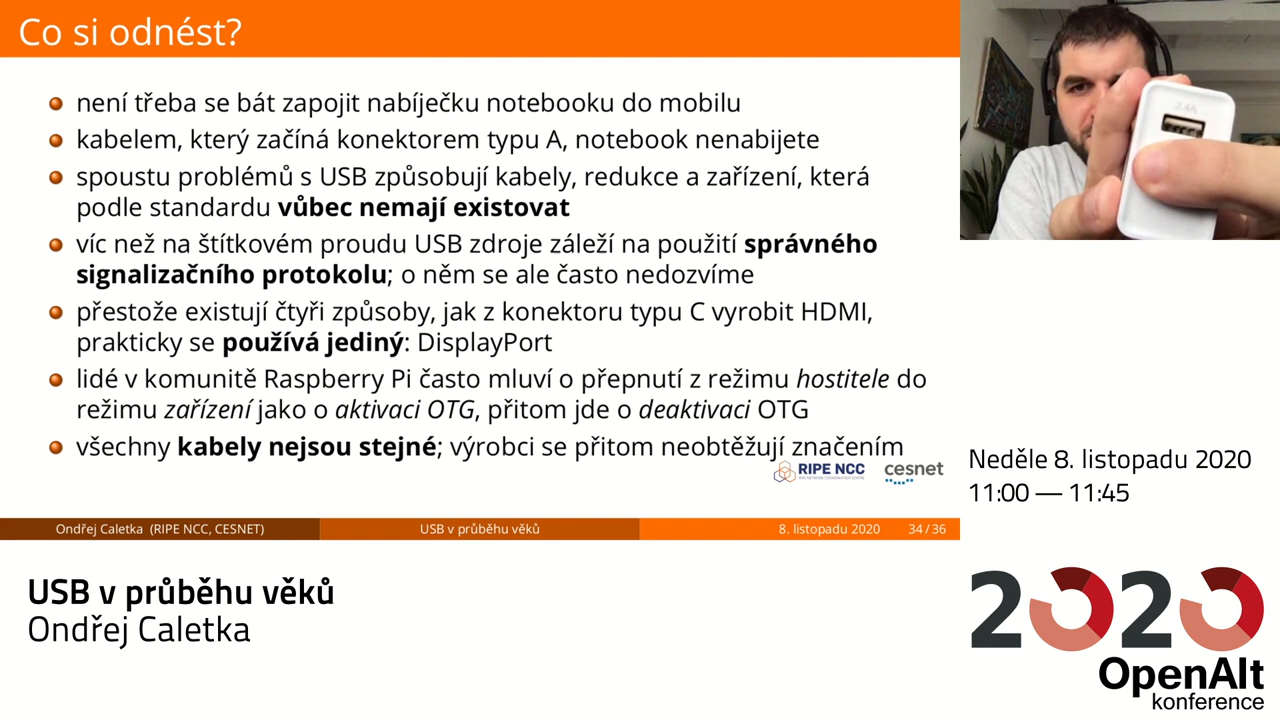 Co si odnést?
není třeba se bát zapojit nabíječku notebooku do mobilu
kabelem, který začíná konektorem typu A, notebook nenabijete
spoustu problémů s USB způsobují kabely, redukce a zařízení, která
podle standardu vůbec nemají existovat
víc než na štítkovém proudu USB zdroje záleží na použití správného
signalizačního protokolu; o něm se ale často nedozvíme
přestože existují čtyři způsoby, jak z konektoru typu C vyrobit HDMI,
prakticky se používá jediný: DisplayPort
lidé v komunitě Raspberry Pi často mluví o přepnutí z režimu hostitele do
režimu zařízení jako o aktivaci OTG, přitom jde o deaktivaci OTG
všechny kabely nejsou stejné; výrobci se přitom neobtěžují značením
RIPE NCC
RIPE NETWORK COORDINATION CENTRE
cesnet
Ondřej Caletka (RIPE NCC, CESNET)
USB v průběhu věků
8. listopadu 2020
34/36
2.4A
Neděle 8. listopadu 2020
11:00 — 11:45
USB v průběhu věků
Ondřej Caletka
2020
OpenAlt
konference